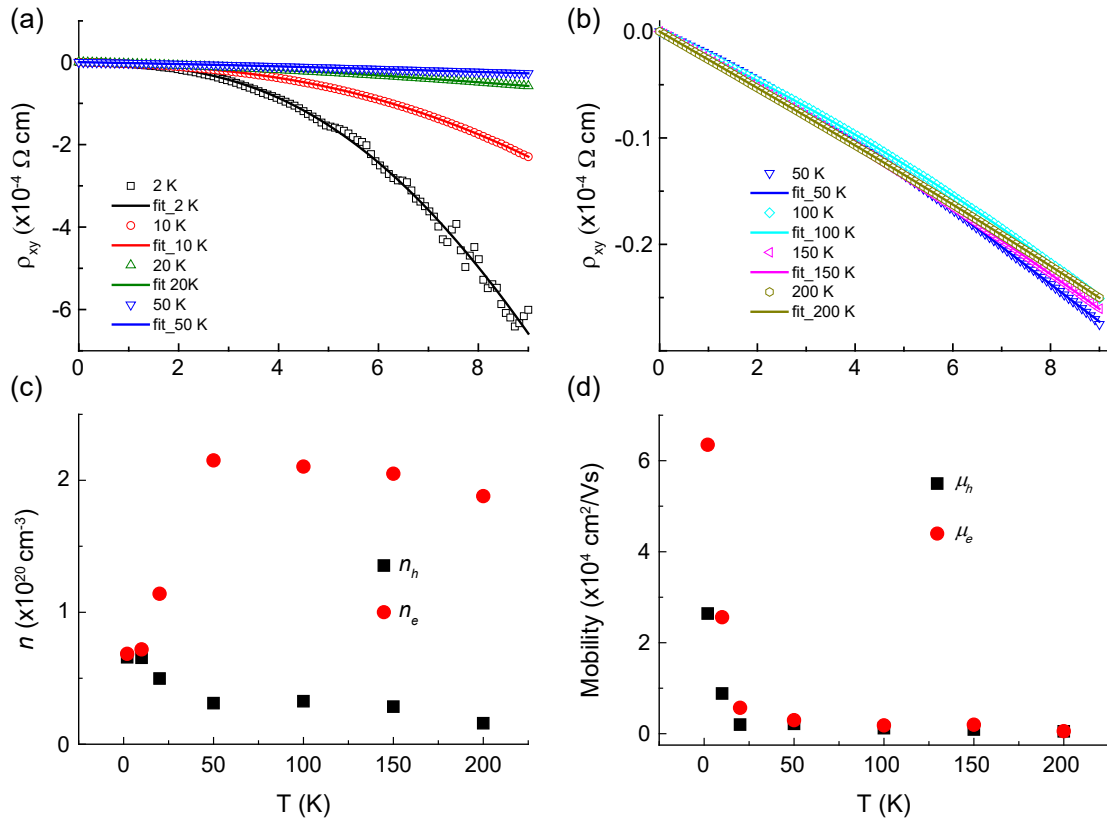 (a)
ρxy (x10-4 Ω cm)
0
-2
-4
-6
2 K
fit_2 K
10 K
fit_10 K
20 K
fit 20K
50 K
fit_50 K
0 2 4 6 8
(b)
ρxy (x10-4 Ω cm)
0.0
-0.1
-0.2
50 K
fit_50 K
100 K
fit_100 K
150 K
fit_150 K
200 K
fit_200 K
0 2 4 6 8
(c)
n (x1020 cm-3)
2
1
0
nh
ne
0 50 100 150 200
T (K)
(d)
Mobility (x104 cm2/Vs)
6
4
2
0
μh
μe
0 50 100 150 200
T (K)